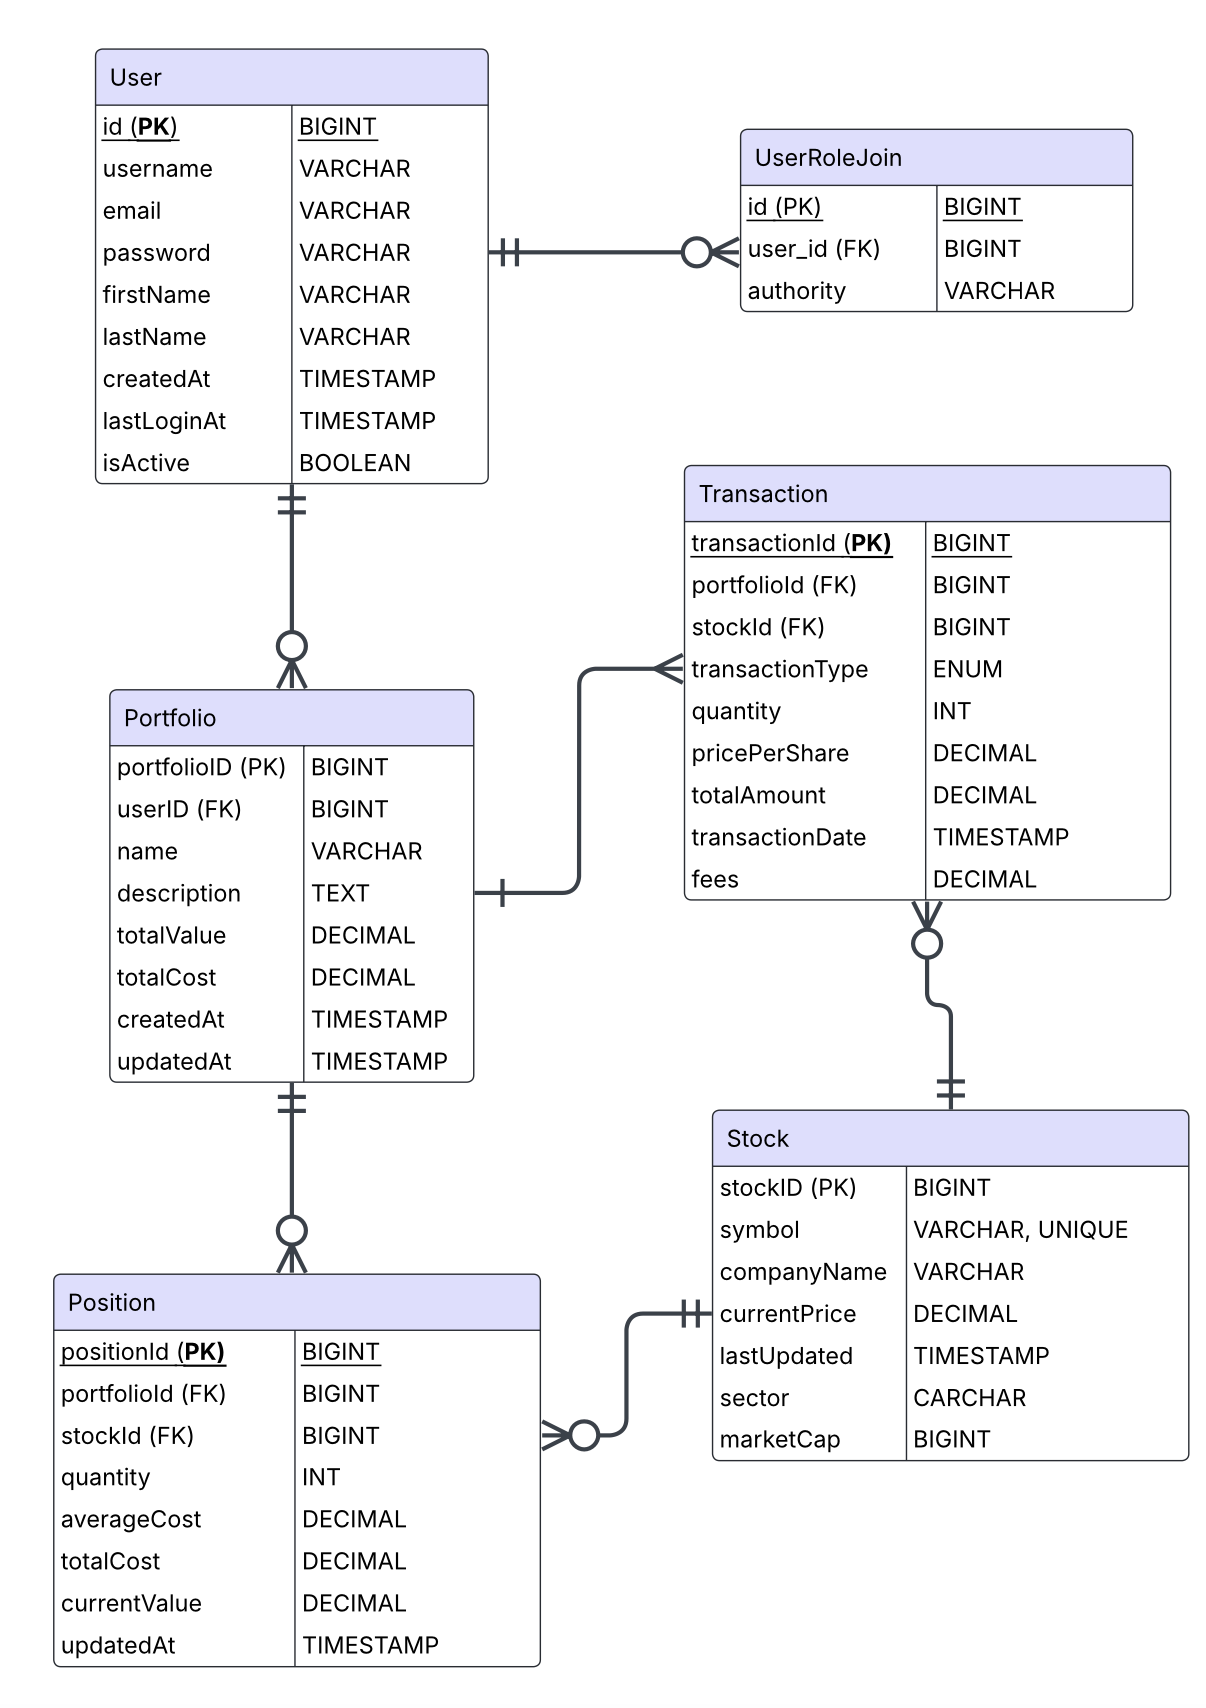 User
id (PK) BIGINT
username VARCHAR
email VARCHAR
password VARCHAR
firstName VARCHAR
lastName VARCHAR
createdAt TIMESTAMP
lastLoginAt TIMESTAMP
isActive BOOLEAN
UserRoleJoin
id (PK) BIGINT
user_id (FK) BIGINT
authority VARCHAR
Transaction
transactionId (PK) BIGINT
portfolioId (FK) BIGINT
stockId (FK) BIGINT
transactionType ENUM
quantity INT
pricePerShare DECIMAL
totalAmount DECIMAL
transactionDate TIMESTAMP
fees DECIMAL
Portfolio
portfolioID (PK) BIGINT
userID (FK) BIGINT
name VARCHAR
description TEXT
totalValue DECIMAL
totalCost DECIMAL
createdAt TIMESTAMP
updatedAt TIMESTAMP
Stock
stockID (PK) BIGINT
symbol VARCHAR, UNIQUE
companyName VARCHAR
currentPrice DECIMAL
lastUpdated TIMESTAMP
sector CARCHAR
marketCap BIGINT
Position
positionId (PK) BIGINT
portfolioId (FK) BIGINT
stockId (FK) BIGINT
quantity INT
averageCost DECIMAL
totalCost DECIMAL
currentValue DECIMAL
updatedAt TIMESTAMP